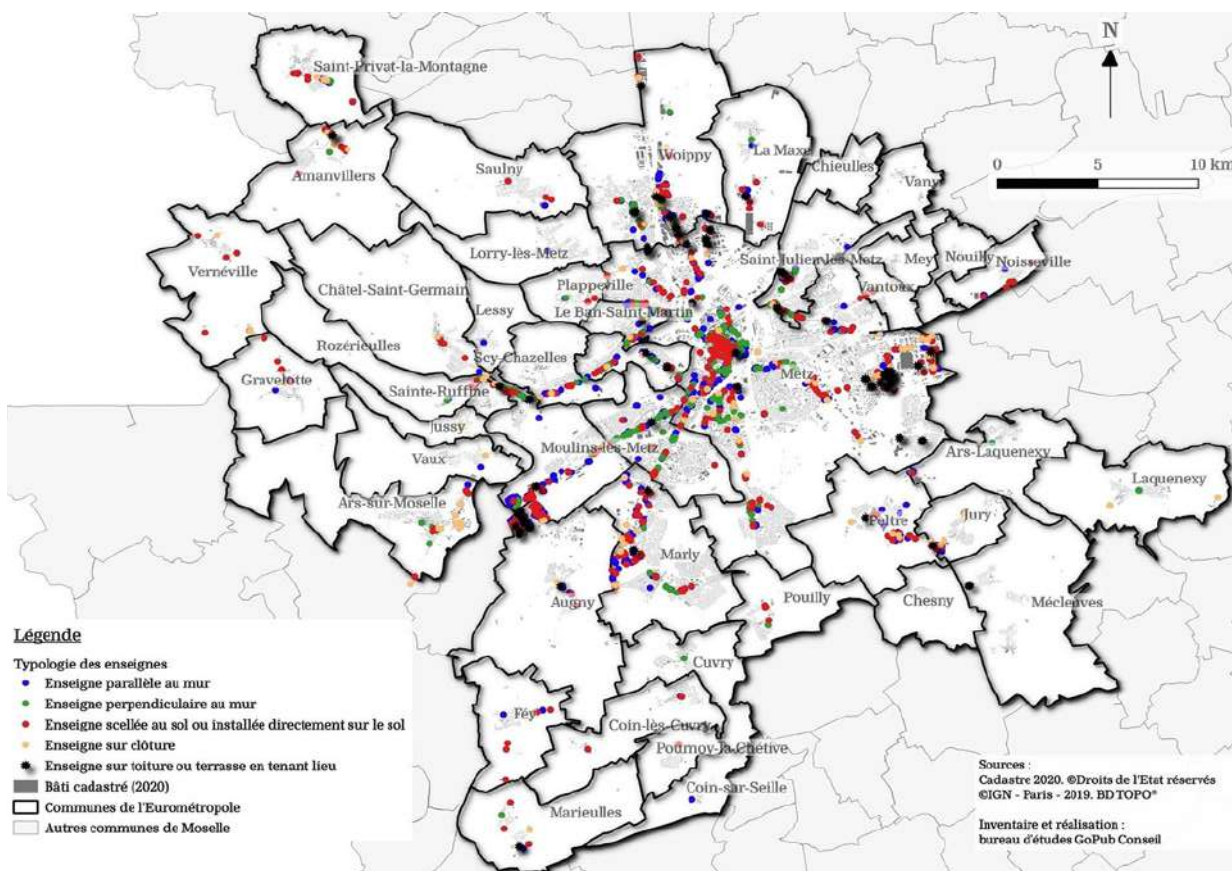 N
0 5 10 km
Saint-Privat-la-Montagne
Amanvillers
Saulny
Woippy
La Maxe
Chieulles
Vany
Vernéville
Lorry-lès-Metz
Saint-Julien-lès-Metz
Mey
Nouilly
Noisseville
Châtel-Saint-Germain
Plappeville
Vantoux
Lessy
Le Ban-Saint-Martin
Rozérieulles
Scy-Chazelles
Gravelotte
Sainte-Ruffine
Metz
Jussy
Moulins-lès-Metz
Vaux
Ars-Laquenexy
Laquenexy
Ars-sur-Moselle
Peltre
Jury
Marly
Augny
Pouilly
Chesny
Mécleuves
Cuvry
Féy
Coin-lès-Cuvry
Pournoy-la-Chétive
Coin-sur-Seille
Marieulles
Légende
Typologie des enseignes
Enseigne parallèle au mur
Enseigne perpendiculaire au mur
Enseigne scellée au sol ou installée directement sur le sol
Enseigne sur clôture
Enseigne sur toiture ou terrasse en tenant lieu
Bâti cadastré (2020)
Communes de l'Eurométropole
Autres communes de Moselle
Sources :
Cadastre 2020. ©Droits de l'Etat réservés
©IGN - Paris - 2019. BD TOPO®
Inventaire et réalisation :
bureau d'études GoPub Conseil